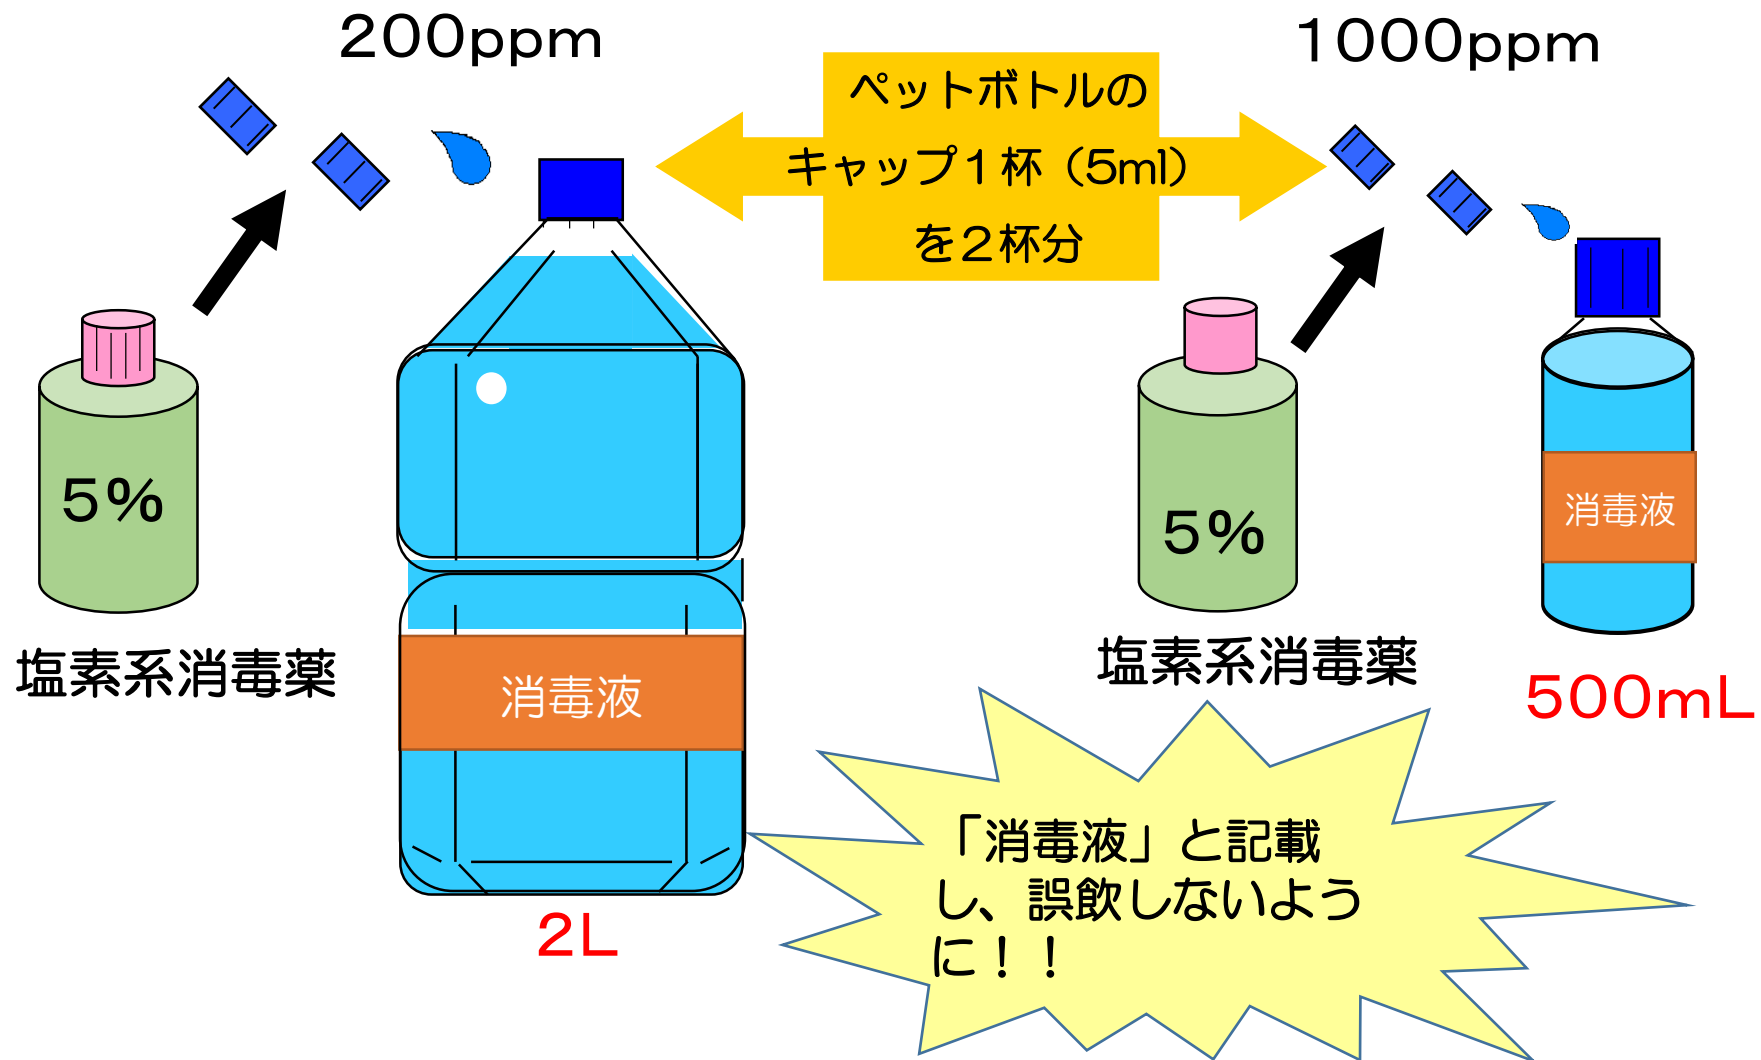 200ppm
1000ppm
ペットボトルの
キャップ1杯（5ml）
を2杯分
5%
塩素系消毒薬
消毒液
2L
5%
塩素系消毒薬
消毒液
500mL
「消毒液」と記載
し、誤飲しないよう
に！！